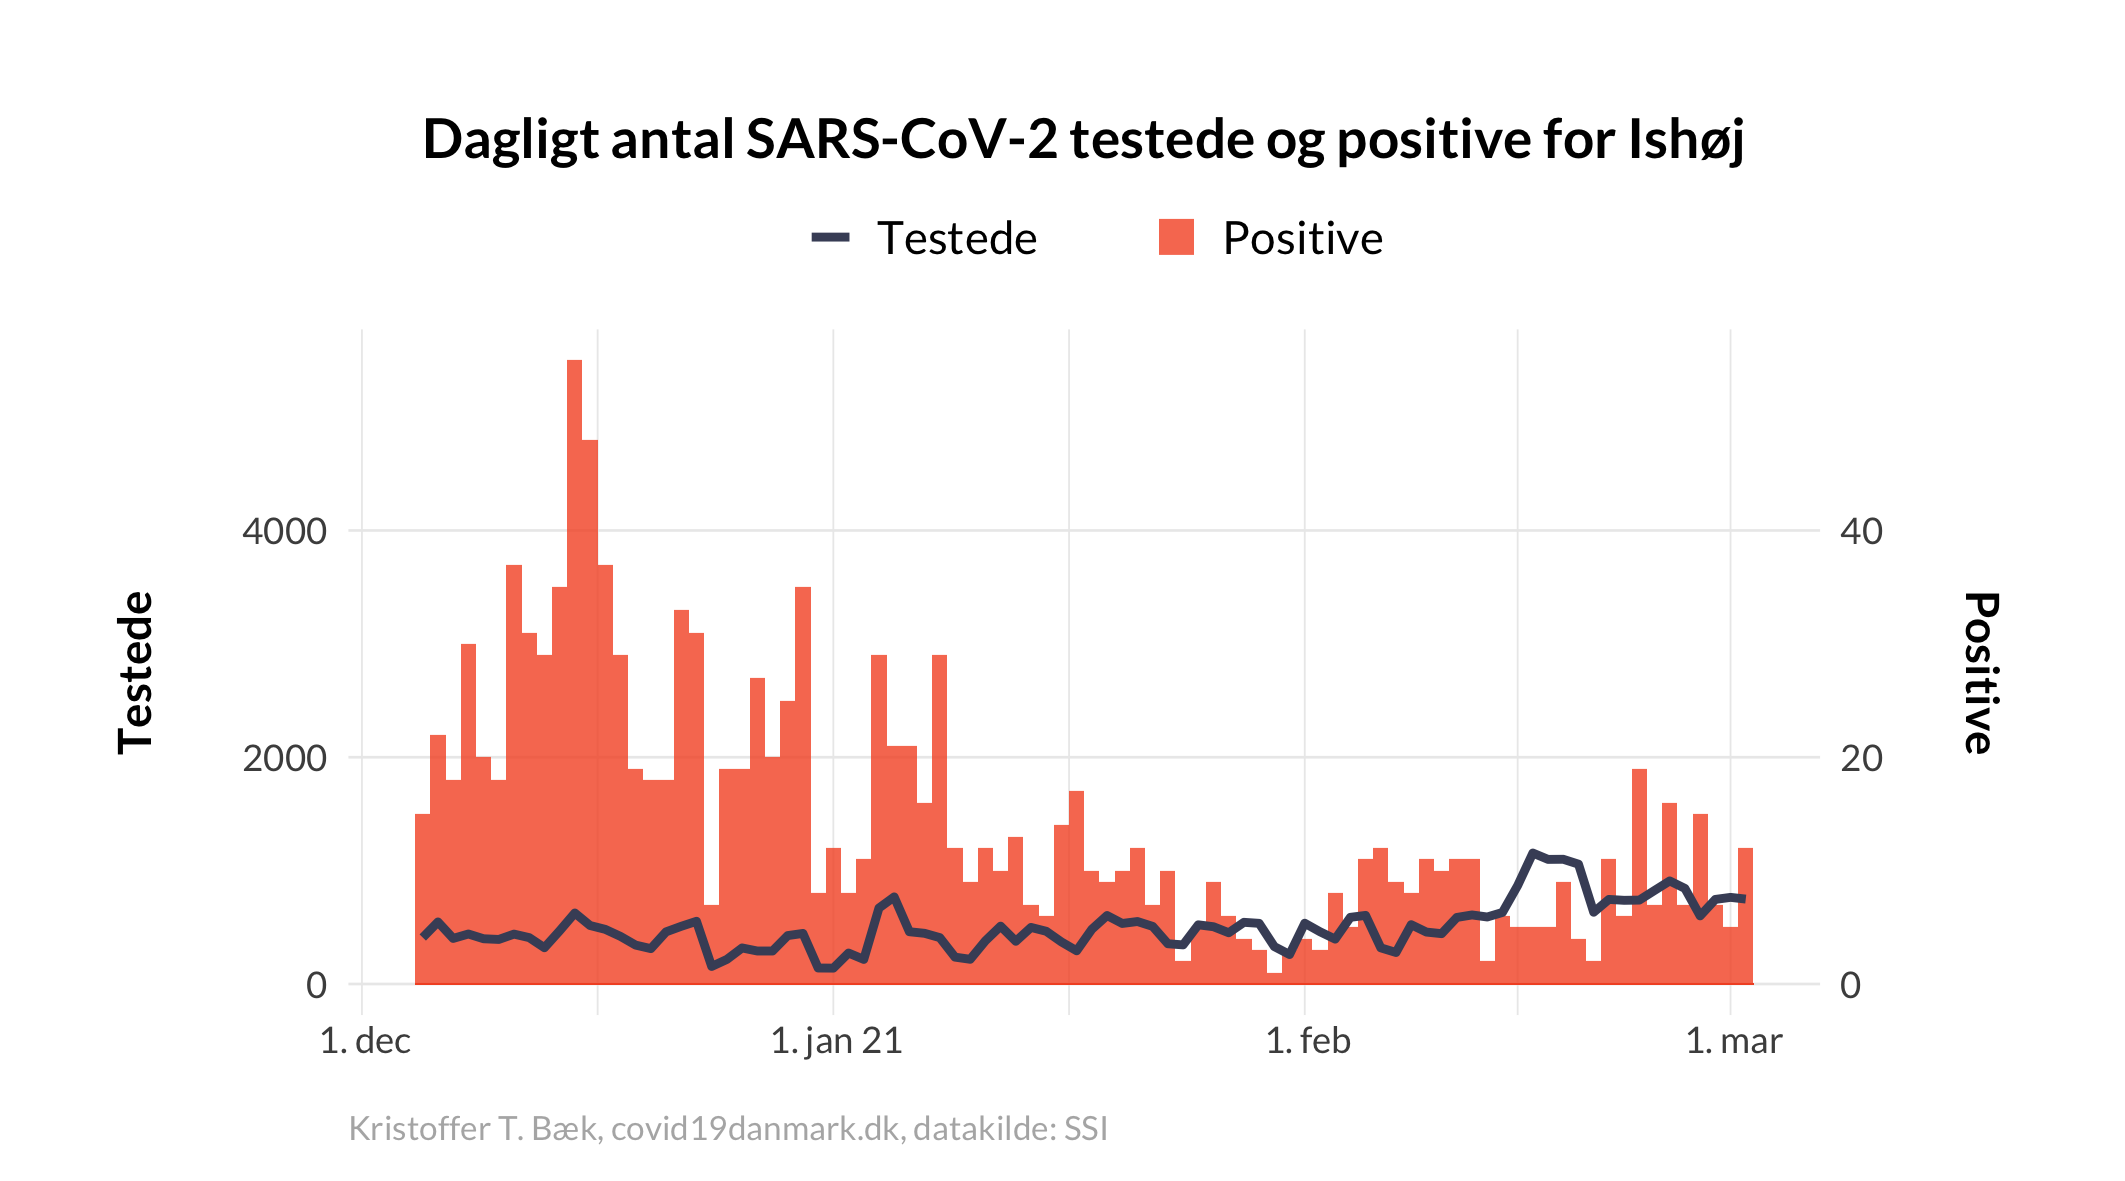 Dagligt antal SARS-CoV-2 testede og positive for Ishøj
Testede
Positive
4000
2000
0
Testede
40
20
0
Positive
1. dec
1. jan 21
1. feb
1. mar
Kristoffer T. Bæk, covid19danmark.dk, datakilde: SSI